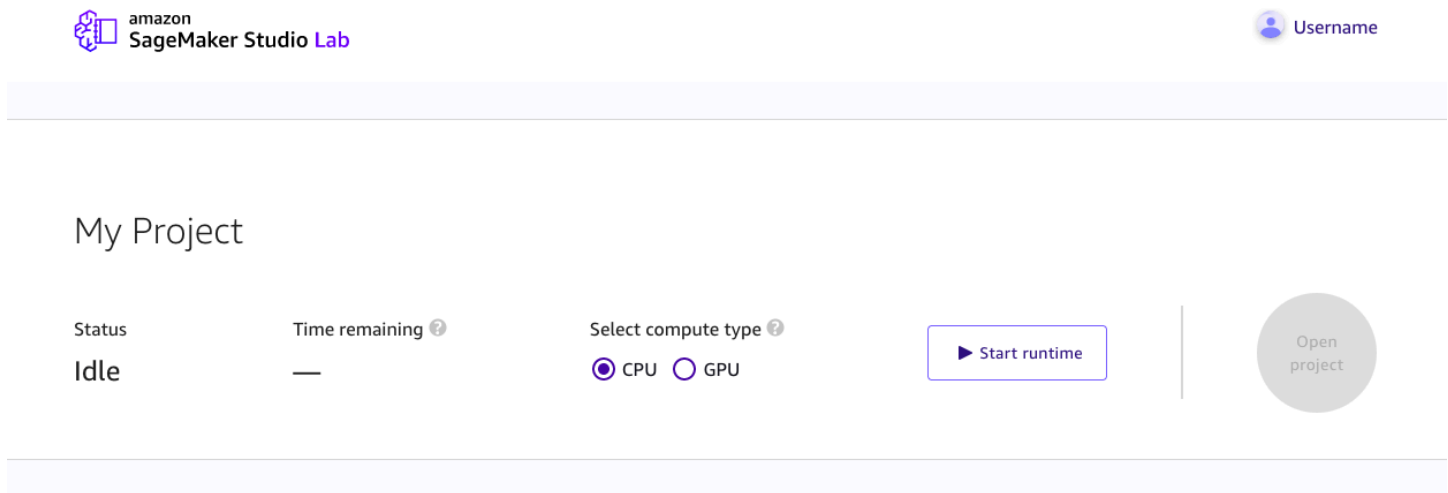 amazon
SageMaker Studio Lab
Username
My Project
Status
Time remaining ?
Select compute type ?
Idle
—
CPU
GPU
Start runtime
Open
project